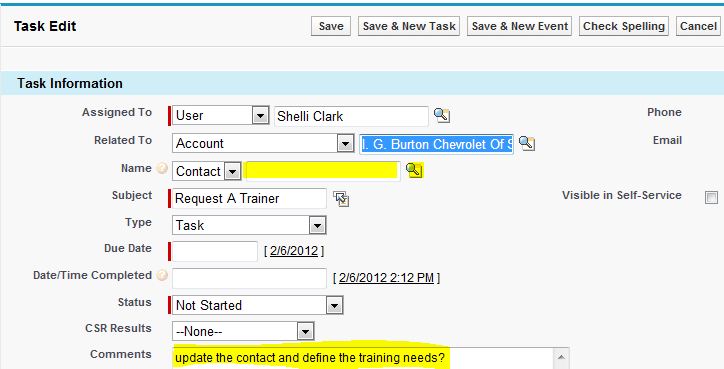 Task Edit Save Save & New Task Save & New Event Check Spelling Cancel
Task Information
Assigned To User Shelli Clark Phone
Related To Account I. G. Burton Chevrolet Of S Email
Name Contact
Subject Request A Trainer Visible in Self-Service
Type Task
Due Date [ 2/6/2012 ]
Date/Time Completed [ 2/6/2012 2:12 PM ]
Status Not Started
CSR Results --None--
Comments update the contact and define the training needs?